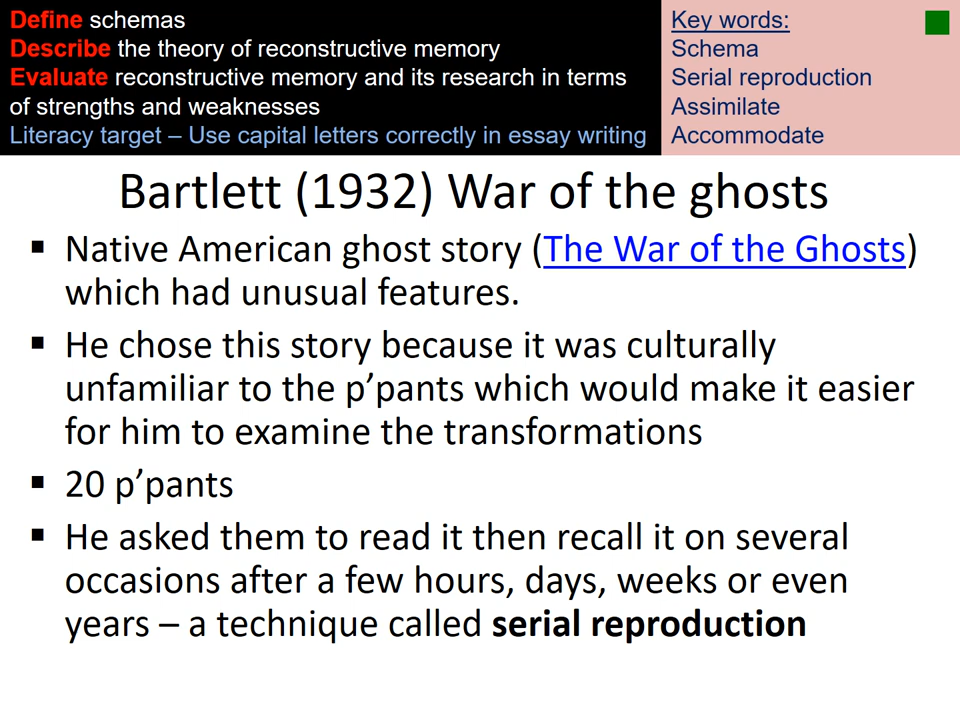 Define schemas
Describe the theory of reconstructive memory
Evaluate reconstructive memory and its research in terms
of strengths and weaknesses
Literacy target – Use capital letters correctly in essay writing
Key words:
Schema
Serial reproduction
Assimilate
Accommodate
Bartlett (1932) War of the ghosts
▪ Native American ghost story (The War of the Ghosts)
which had unusual features.
▪ He chose this story because it was culturally
unfamiliar to the p’pants which would make it easier
for him to examine the transformations
▪ 20 p’pants
▪ He asked them to read it then recall it on several
occasions after a few hours, days, weeks or even
years – a technique called serial reproduction